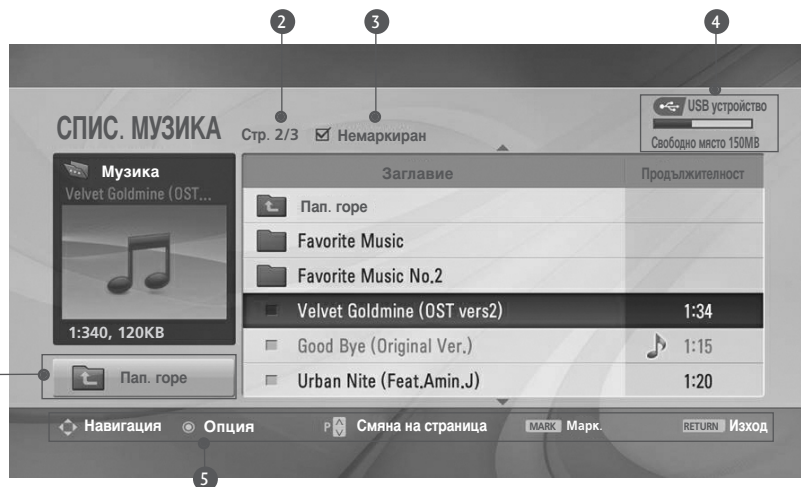 2 3 4
USB устройство
СПИС. МУЗИКА Стр. 2/3 Немаркиран
Свободно място 150MB
Музика
Velvet Goldmine (OST...
1:340, 120KB
Пап. горе
Заглавие Продължителност
Пап. горе
Favorite Music
Favorite Music No.2
Velvet Goldmine (OST vers2) 1:34
Good Bye (Original Ver.) 1:15
Urban Nite (Feat.Amin.J) 1:20
Навигация Опция P Смяна на страница MARK Марк. RETURN Изход
5